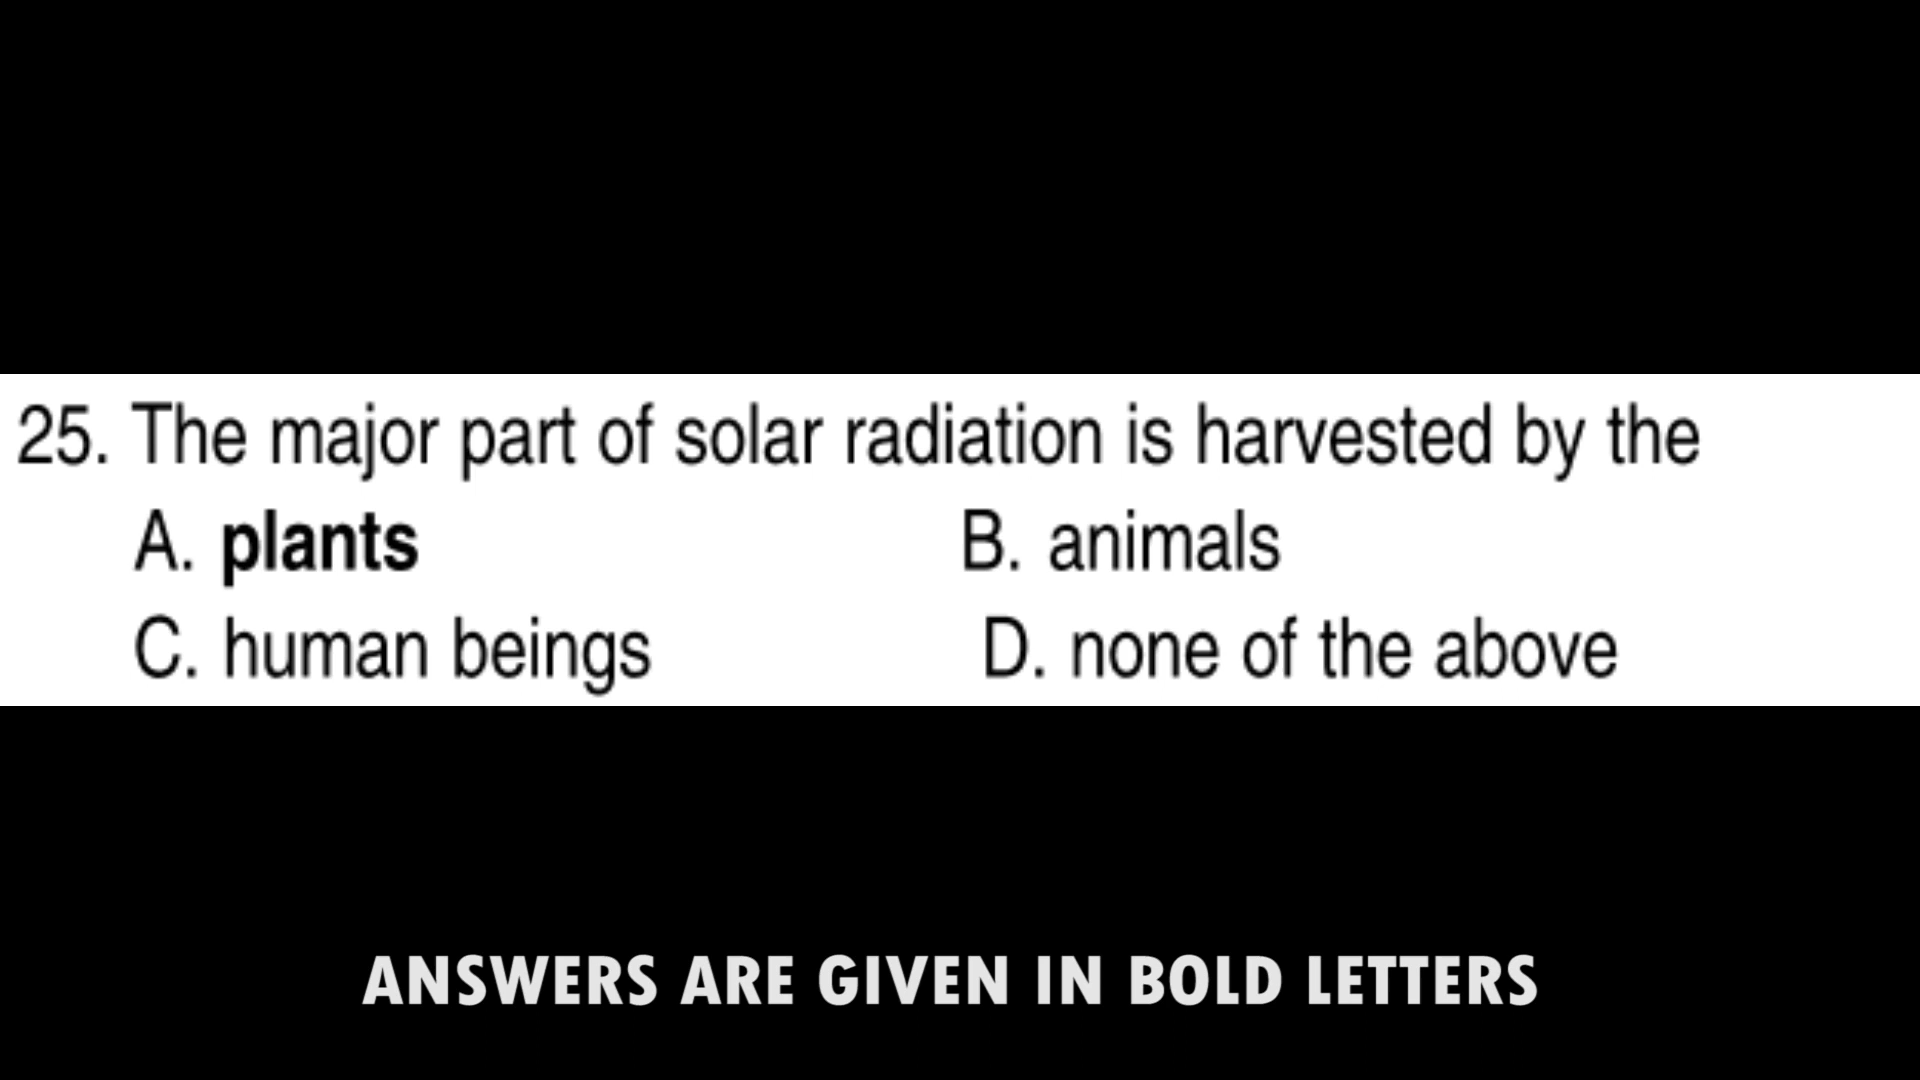 25. The major part of solar radiation is harvested by the
A. plants B. animals
C. human beings D. none of the above
ANSWERS ARE GIVEN IN BOLD LETTERS